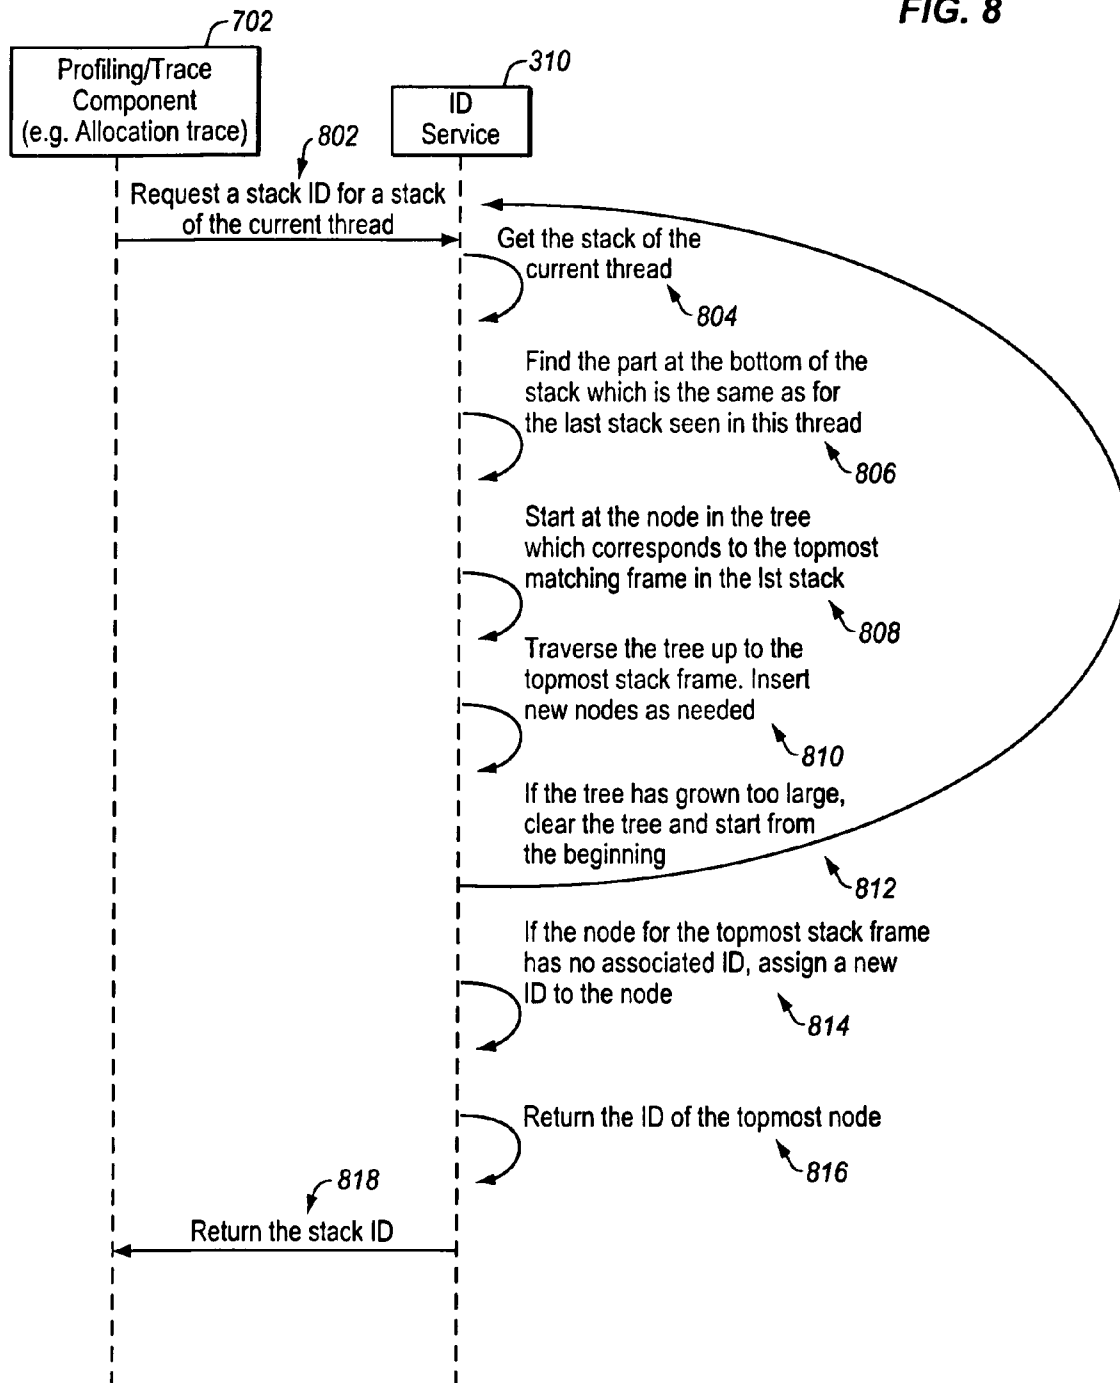 FIG. 8
702
Profiling/Trace
Component
(e.g. Allocation trace)
310
ID
Service
802
Request a stack ID for a stack
of the current thread
Get the stack of the
current thread
804
Find the part at the bottom of the
stack which is the same as for
the last stack seen in this thread
806
Start at the node in the tree
which corresponds to the topmost
matching frame in the lst stack
808
Traverse the tree up to the
topmost stack frame. Insert
new nodes as needed
810
If the tree has grown too large,
clear the tree and start from
the beginning
812
If the node for the topmost stack frame
has no associated ID, assign a new
ID to the node
814
Return the ID of the topmost node
816
818
Return the stack ID